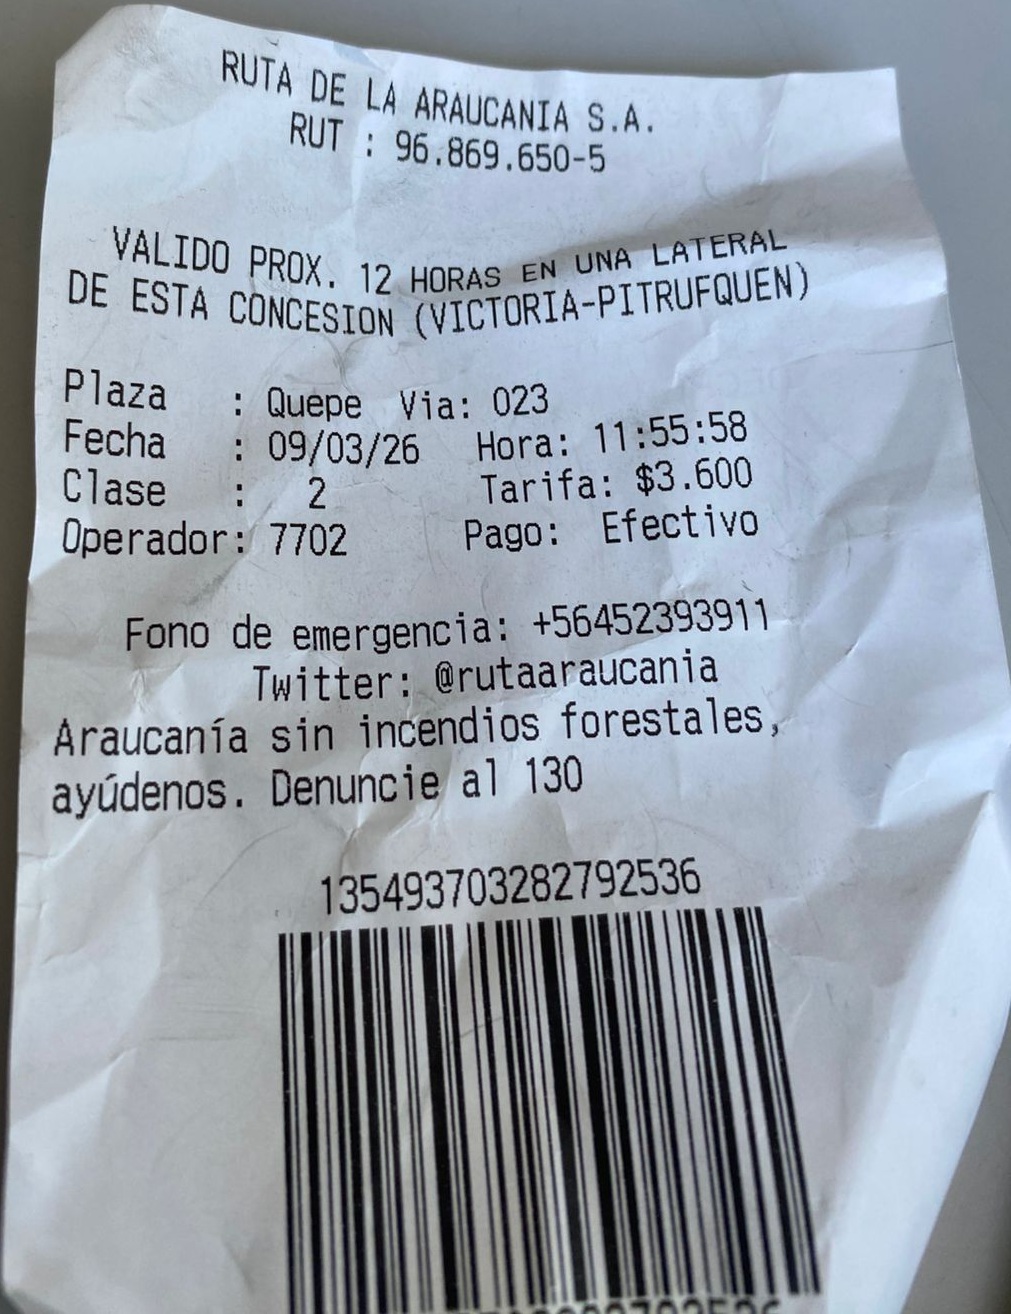 RUTA DE LA ARAUCANIA S.A.
RUT : 96.869.650-5
VALIDO PROX. 12 HORAS EN UNA LATERAL
DE ESTA CONCESION (VICTORIA-PITRUFQUEN)
Plaza : Quepe Via: 023
Fecha : 09/03/26 Hora: 11:55:58
Clase : 2 Tarifa: $3.600
Operador: 7702 Pago: Efectivo
Fono de emergencia: +56452393911
Twitter: @rutaaraucania
Araucanía sin incendios forestales,
ayúdenos. Denuncie al 130
135493703282792536